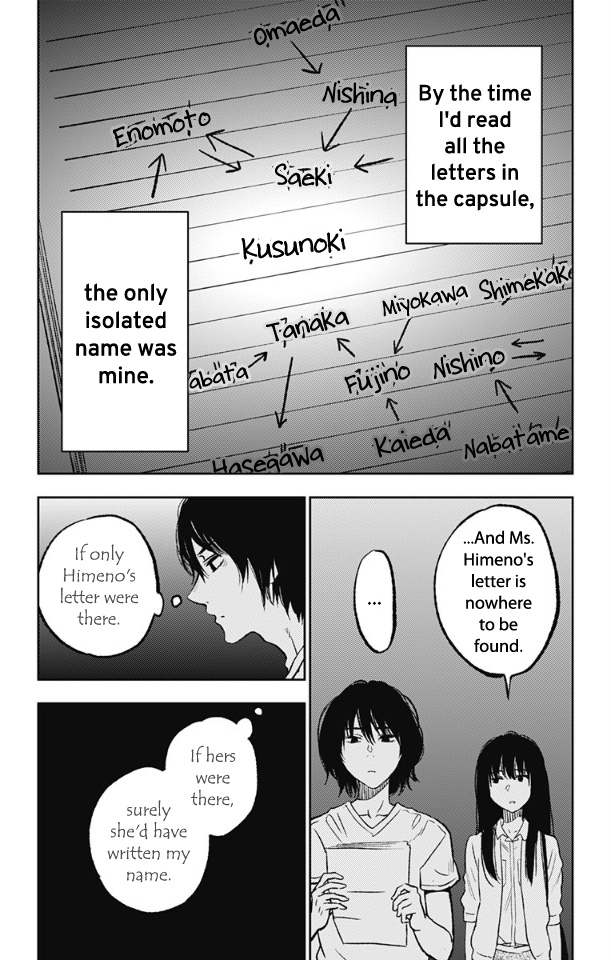 Omaeda
Nishina
Enomoto
Saeki
By the time
I'd read
all the
letters in
the capsule,
Kusunoki
the only
isolated
name was
mine.
Miyokawa
Shimekake
Tanaka
abata
Fujino
Nishino
Kaieda
Nabatame
Hasegawa
...And Ms.
Himeno's
letter is
nowhere
to be
found.
...
If only
Himeno's
letter were
there.
If hers
were
there,
surely
she'd have
written my
name.